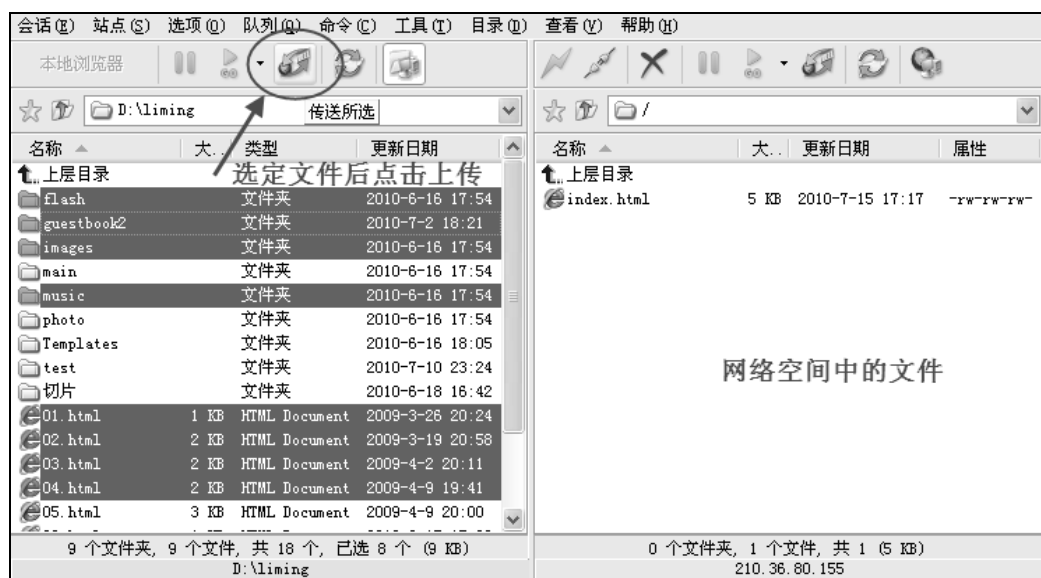 会话(O) 站点(S) 选项(O) 队列(Q) 命令(C) 工具(T) 目录(D) 查看(V) 帮助(H)
本地浏览器
D:\liming
传送所选
/
名称 大.. 类型 更新日期
选定文件后点击上传
上层目录
flash 文件夹 2010-6-16 17:54
guestbook2 文件夹 2010-7-2 18:21
images 文件夹 2010-6-16 17:54
main 文件夹 2010-6-16 17:54
music 文件夹 2010-6-16 17:54
photo 文件夹 2010-6-16 17:54
Templates 文件夹 2010-6-16 18:05
test 文件夹 2010-7-10 23:24
切片 文件夹 2010-6-18 16:42
01.html 1 KB HTML Document 2009-3-26 20:24
02.html 2 KB HTML Document 2009-3-19 20:58
03.html 2 KB HTML Document 2009-4-2 20:11
04.html 2 KB HTML Document 2009-4-9 19:41
05.html 3 KB HTML Document 2009-4-9 20:00
9 个文件夹, 9 个文件, 共 18 个, 已选 8 个 (9 KB)
D:\liming
名称 大.. 更新日期 属性
上层目录
index.html 5 KB 2010-7-15 17:17 -rw-rw-rw-
网络空间中的文件
0 个文件夹, 1 个文件, 共 1 (5 KB)
210.36.80.155